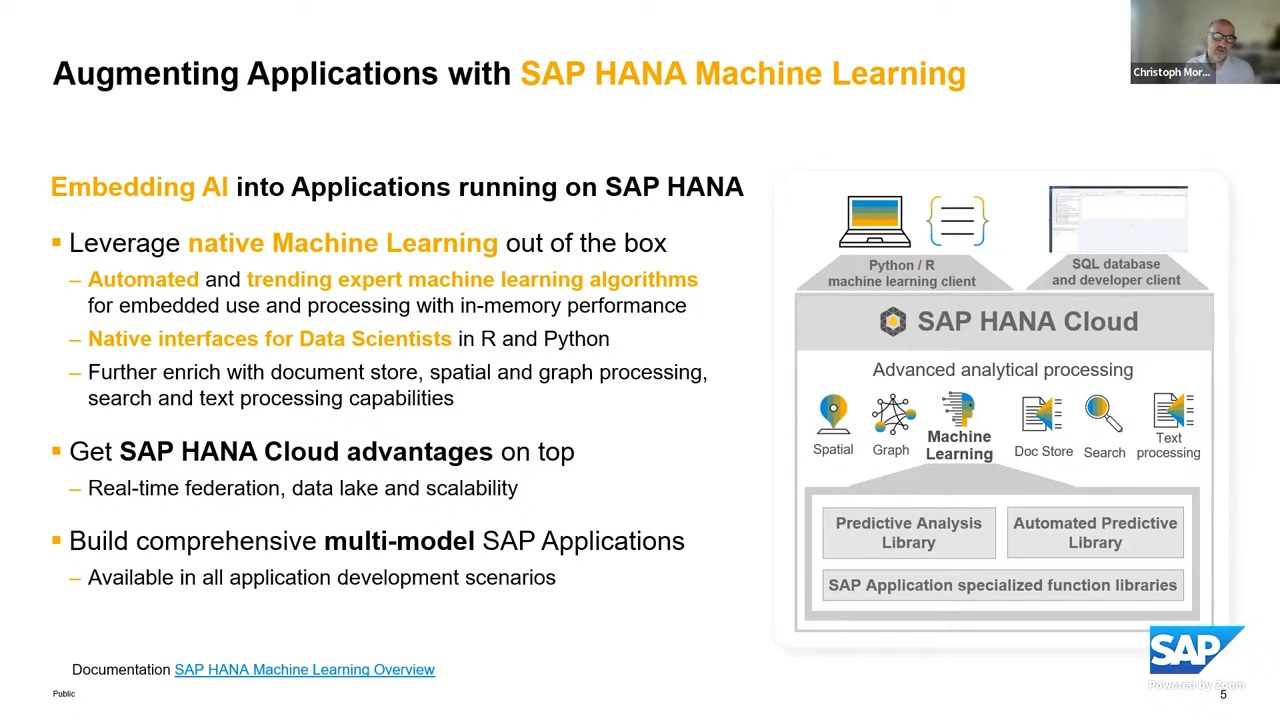 Christoph Mor...
Augmenting Applications with SAP HANA Machine Learning
Embedding AI into Applications running on SAP HANA
Leverage native Machine Learning out of the box
– Automated and trending expert machine learning algorithms
for embedded use and processing with in-memory performance
– Native interfaces for Data Scientists in R and Python
– Further enrich with document store, spatial and graph processing,
search and text processing capabilities
Get SAP HANA Cloud advantages on top
– Real-time federation, data lake and scalability
Build comprehensive multi-model SAP Applications
– Available in all application development scenarios
Documentation SAP HANA Machine Learning Overview
Public
Python / R
machine learning client
SQL database
and developer client
SAP HANA Cloud
Advanced analytical processing
Spatial
Graph
Machine
Learning
Doc Store
Search
Text
processing
Predictive Analysis
Library
Automated Predictive
Library
SAP Application specialized function libraries
SAP
Powered by Zoom
5